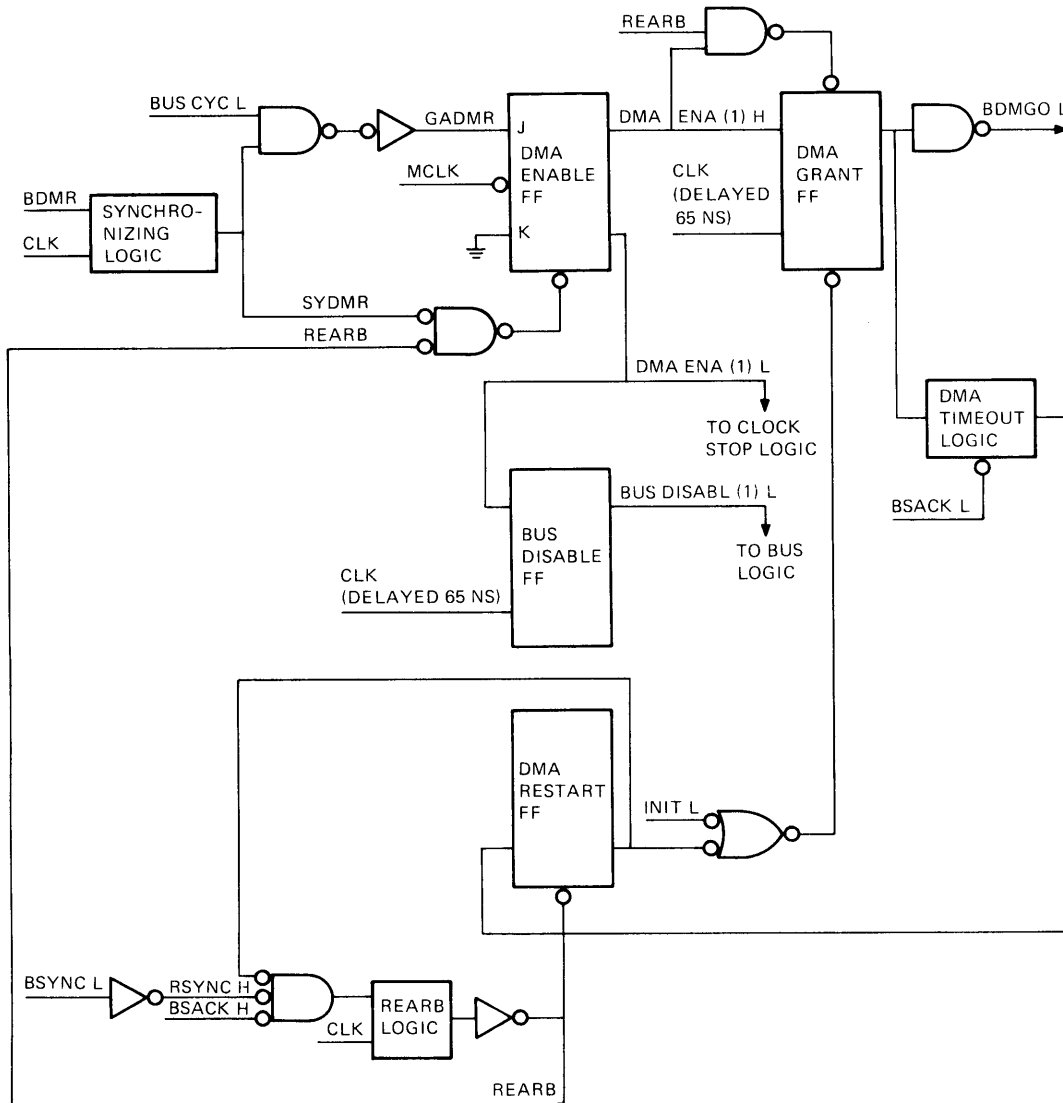 REARB
BUS CYC L
GADMR
J
DMA
ENABLE
FF
K
MCLK
DMA
ENA (1) H
DMA
GRANT
FF
BDMGO L
CLK
(DELAYED
65 NS)
BDMR
CLK
SYNCHRO-
NIZING
LOGIC
SYDMR
REARB
DMA ENA (1) L
TO CLOCK
STOP LOGIC
DMA
TIMEOUT
LOGIC
BSACK L
BUS DISABL (1) L
TO BUS
LOGIC
BUS
DISABLE
FF
CLK
(DELAYED 65 NS)
DMA
RESTART
FF
INIT L
BSYNC L
RSYNC H
BSACK H
CLK
REARB
LOGIC
REARB